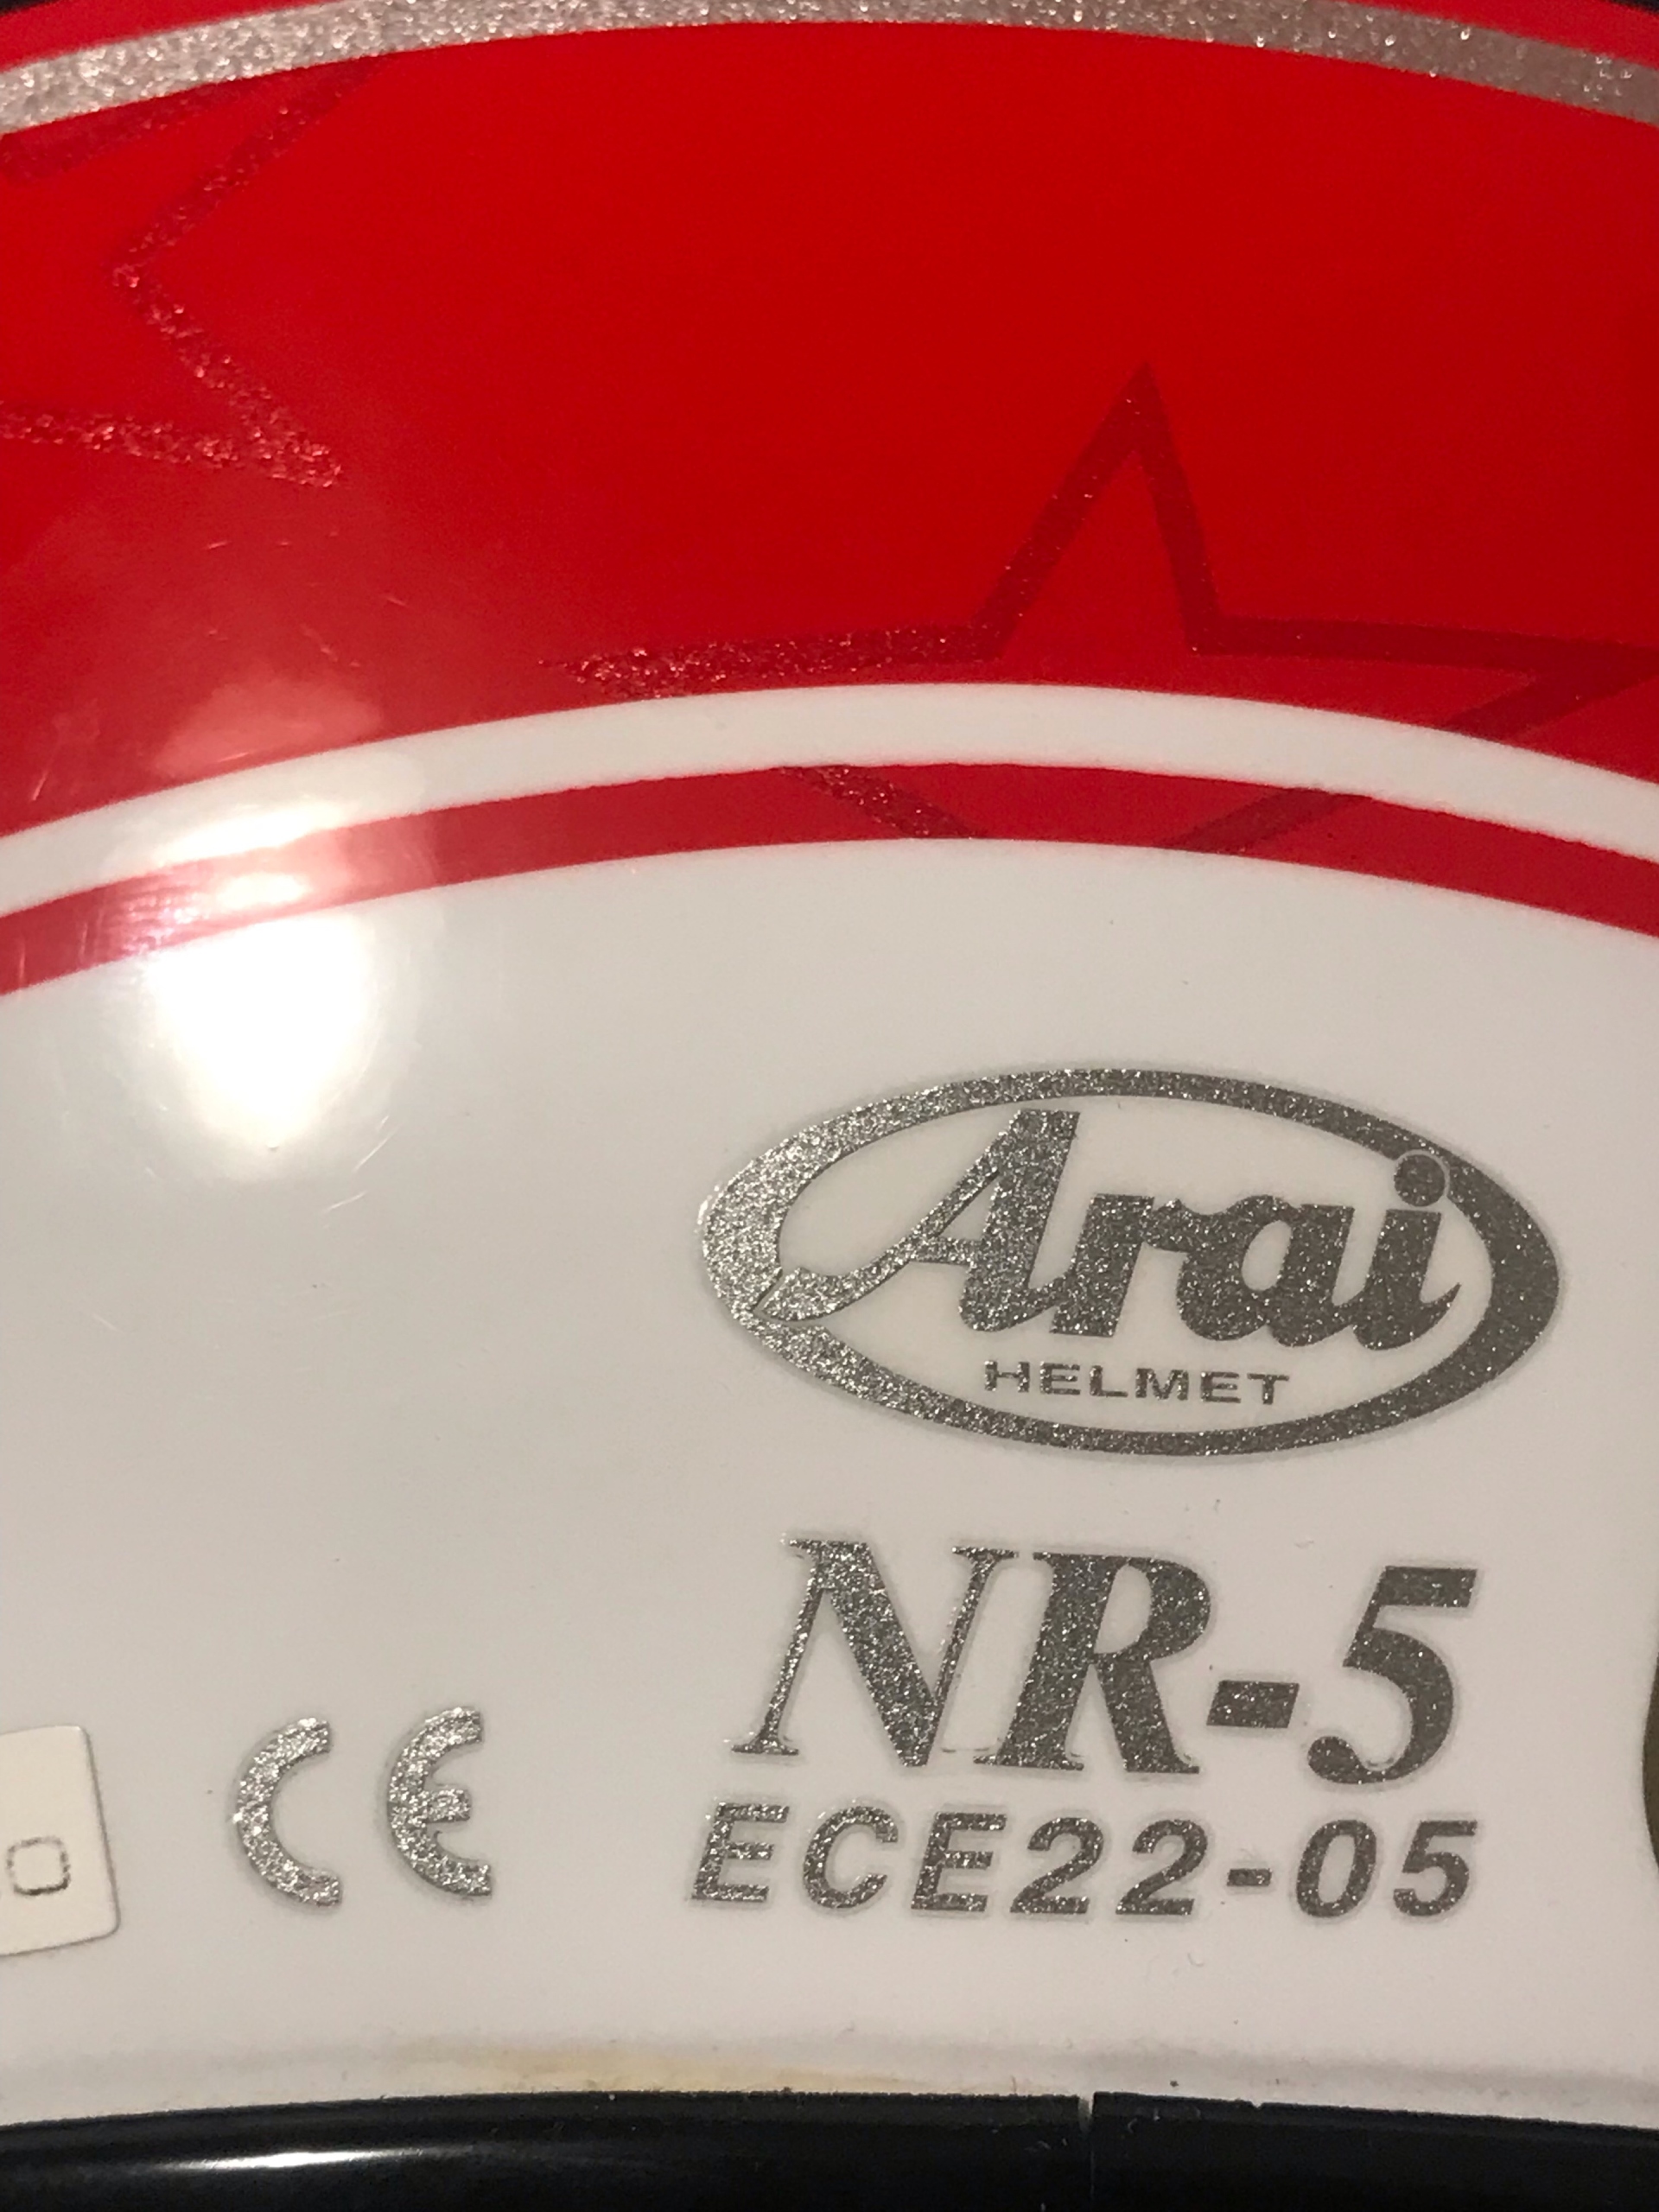 Arai
HELMET
NR-5
CE
ECE22-05